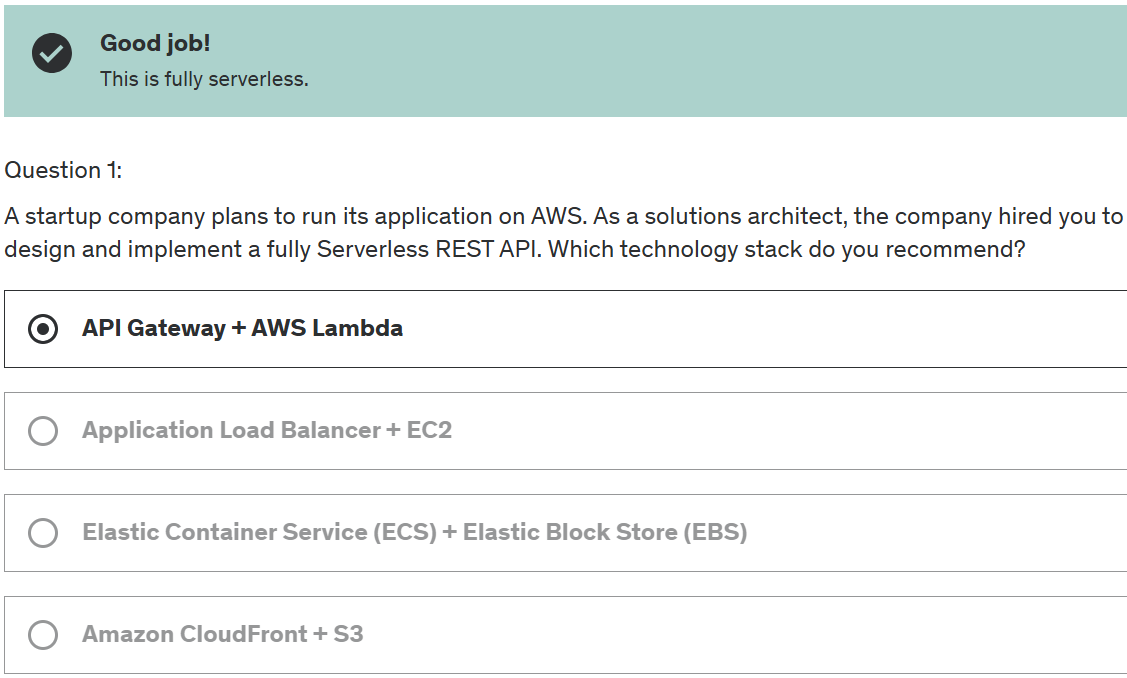 Good job!
This is fully serverless.
Question 1:
A startup company plans to run its application on AWS. As a solutions architect, the company hired you to
design and implement a fully Serverless REST API. Which technology stack do you recommend?
API Gateway + AWS Lambda
Application Load Balancer + EC2
Elastic Container Service (ECS) + Elastic Block Store (EBS)
Amazon CloudFront + S3